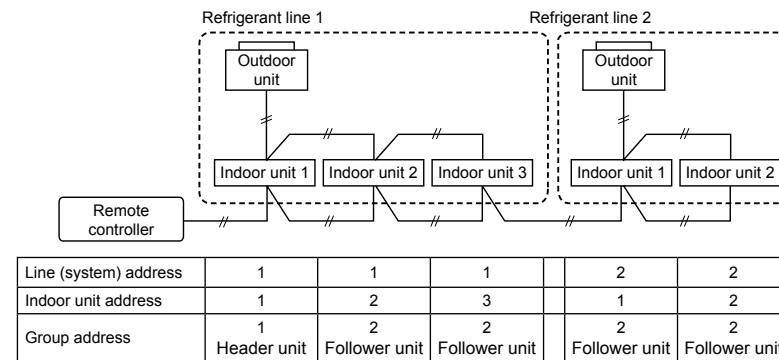 Refrigerant line 1
Refrigerant line 2
Outdoor
unit
Outdoor
unit
Indoor unit 1
Indoor unit 2
Indoor unit 3
Indoor unit 1
Indoor unit 2
Remote
controller
Line (system) address 1 1 1 2 2
Indoor unit address 1 2 3 1 2
Group address
1 2 2 2 2
Header unit Follower unit Follower unit Follower unit Follower unit